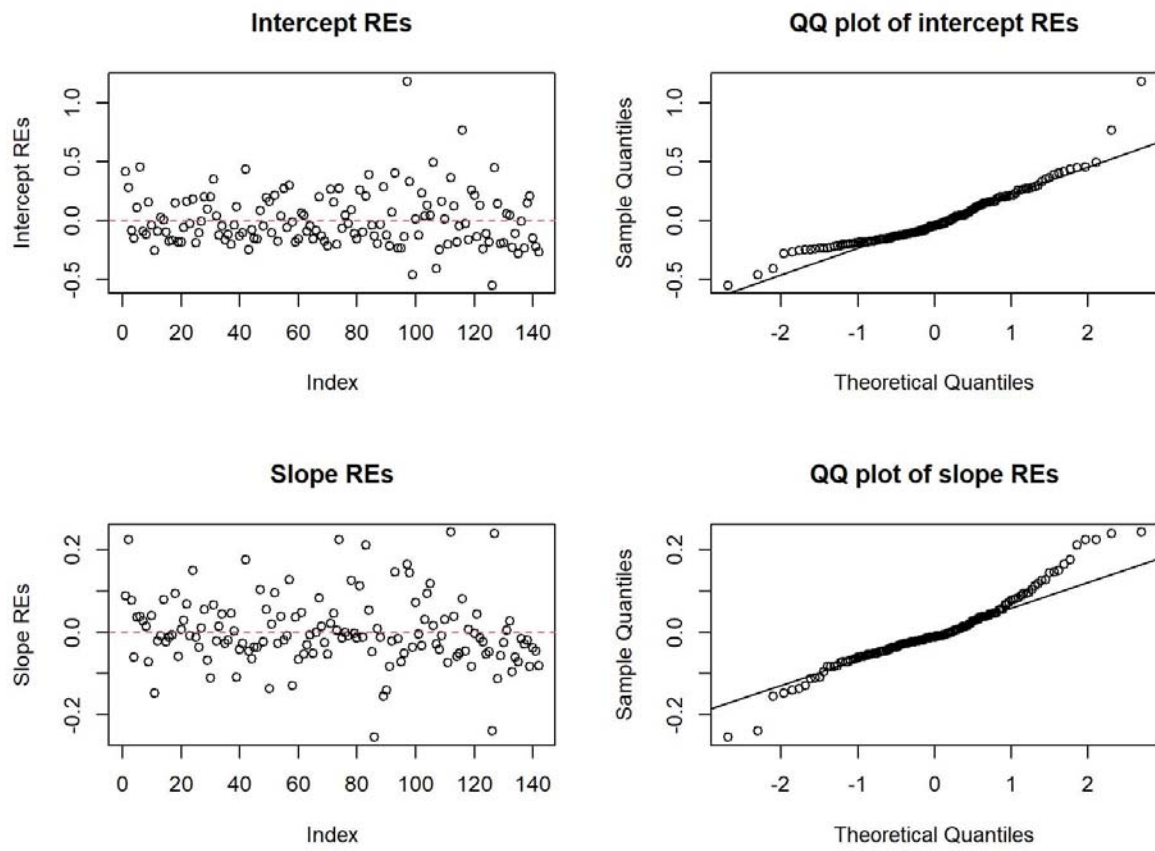 Intercept REs
Intercept REs
-0.5 0.0 0.5 1.0
0 20 40 60 80 100 120 140
Index
QQ plot of intercept REs
Sample Quantiles
-0.5 0.0 0.5 1.0
-2 -1 0 1 2
Theoretical Quantiles
Slope REs
Slope REs
-0.2 0.0 0.2
0 20 40 60 80 100 120 140
Index
QQ plot of slope REs
Sample Quantiles
-0.2 0.0 0.2
-2 -1 0 1 2
Theoretical Quantiles